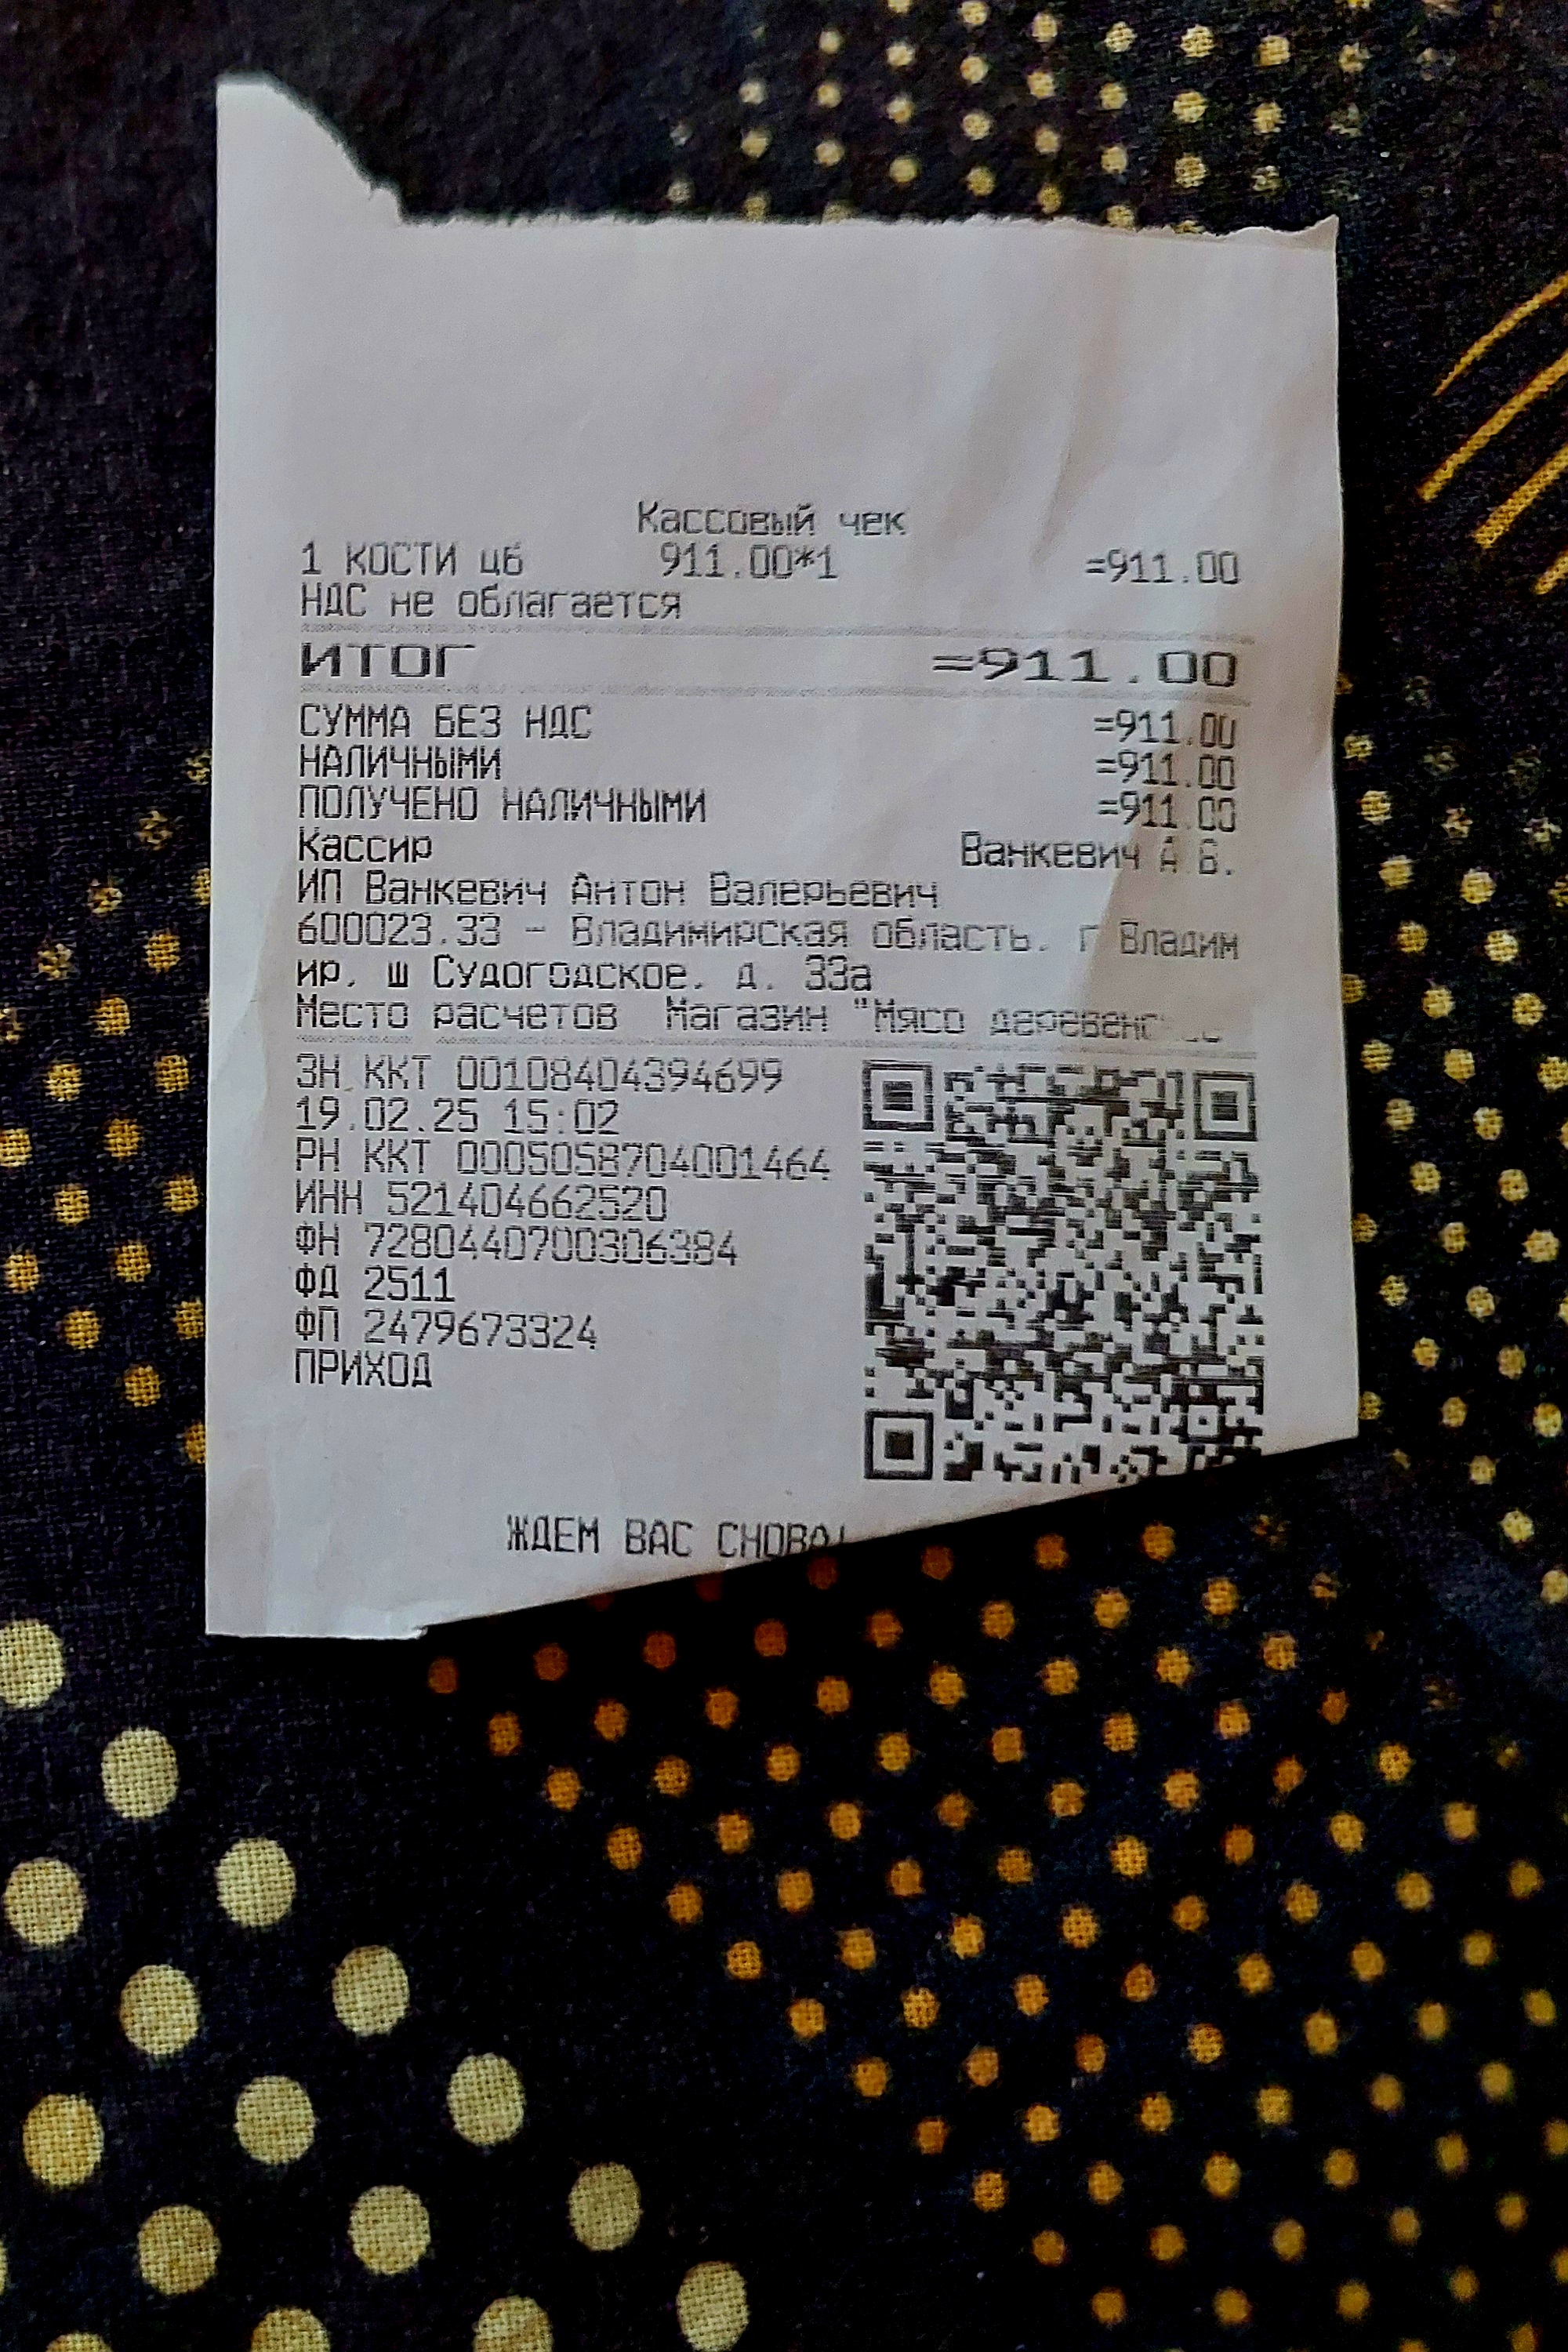 Кассовый чек
1 КОСТИ цб 911.00*1 =911.00
НДС не облагается
ИТОГ =911.00
СУММА БЕЗ НДС =911.00
НАЛИЧНЫМИ =911.00
ПОЛУЧЕНО НАЛИЧНЫМИ =911.00
Кассир Ванкевич А.В.
ИП Ванкевич Антон Валерьевич
600023.33 - Владимирская область. г Владим
ир, ш Судогодское, д. 33а
Место расчетов Магазин "Мясо
ЗН ККТ 00108404394699
19.02.25 15:02
РН ККТ 0005058704001464
ИНН 521404662520
ФН 7280440700306384
ФД 2511
ФП 2479673324
ПРИХОД
ЖДЕМ ВАС СНОВА!